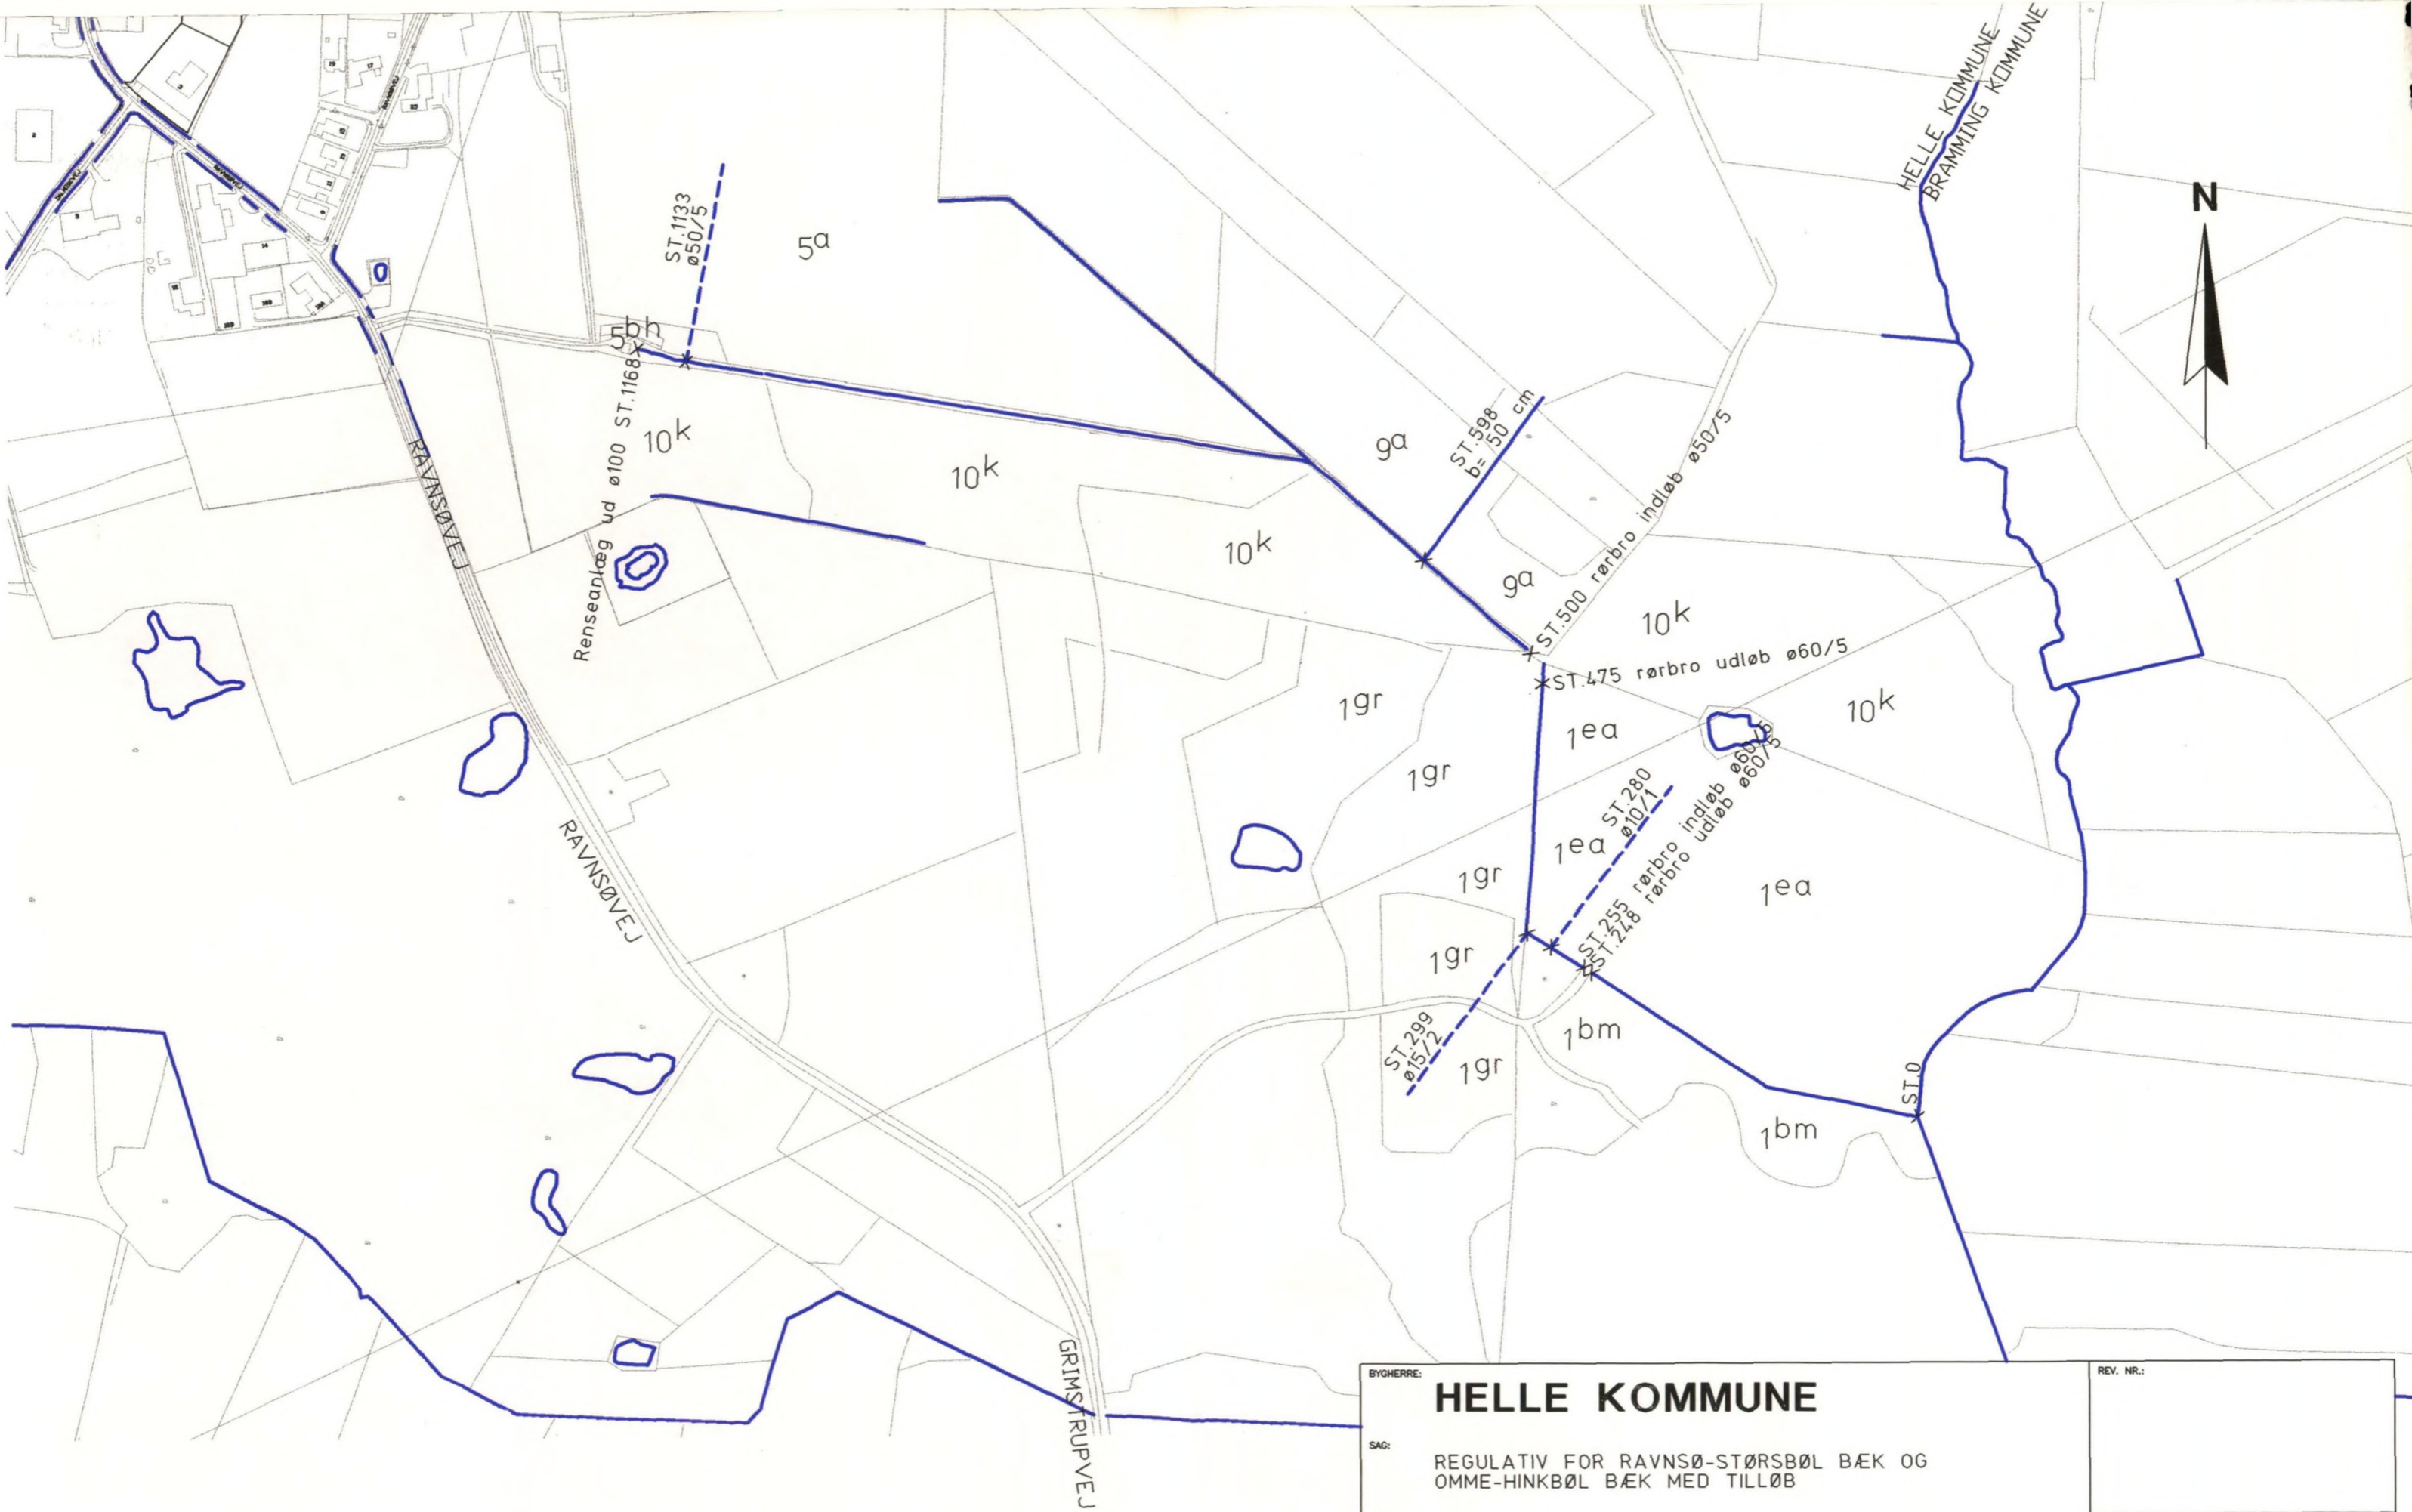 HELLE KOMMUNE
BRAMMING KOMMUNE
N
ST.1133
ø50/5
5a
5bh
Renseanlæg ud ø100 ST.1168
10k
10k
10k
9a
ST.598
b= 50 cm
9a
ST.500 rørbro indløb ø50/5
10k
ST.475 rørbro udløb ø60/5
10k
RAVNSØVEJ
RAVNSØVEJ
1gr
1ea
1gr
1ea
ST.280
ø10/1
ST.255 rørbro indløb ø60/5
ST.248 rørbro udløb ø60/5
1gr
1ea
1gr
ST.299
ø15/2
1gr
1bm
1bm
ST.0
GRIMSTRUPVEJ
BYGHERRE:
HELLE KOMMUNE
REV. NR.:
SAG:
REGULATIV FOR RAVNSØ-STØRSBØL BÆK OG
OMME-HINKBØL BÆK MED TILLØB